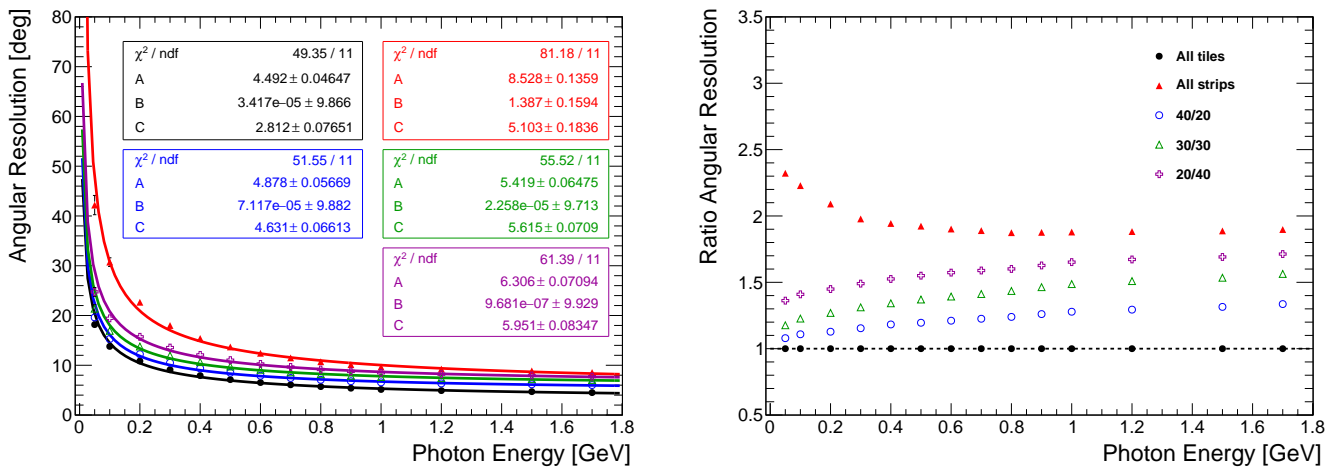 Angular Resolution [deg]
80
70
60
50
40
30
20
10
0
χ² / ndf 49.35 / 11
A 4.492 ± 0.04647
B 3.417e−05 ± 9.866
C 2.812 ± 0.07651
χ² / ndf 81.18 / 11
A 8.528 ± 0.1359
B 1.387 ± 0.1594
C 5.103 ± 0.1836
χ² / ndf 51.55 / 11
A 4.878 ± 0.05669
B 7.117e−05 ± 9.882
C 4.631 ± 0.06613
χ² / ndf 55.52 / 11
A 5.419 ± 0.06475
B 2.258e−05 ± 9.713
C 5.615 ± 0.0709
χ² / ndf 61.39 / 11
A 6.306 ± 0.07094
B 9.681e−07 ± 9.929
C 5.951 ± 0.08347
0 0.2 0.4 0.6 0.8 1 1.2 1.4 1.6 1.8
Photon Energy [GeV]
Ratio Angular Resolution
3.5
3
2.5
2
1.5
1
0.5
All tiles
All strips
40/20
30/30
20/40
0 0.2 0.4 0.6 0.8 1 1.2 1.4 1.6 1.8
Photon Energy [GeV]